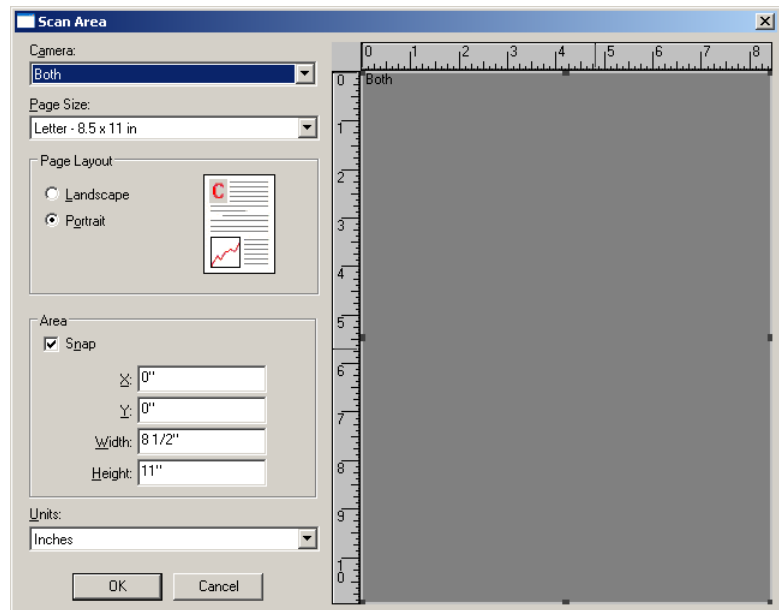 Scan Area
Camera:
Both
Page Size:
Letter - 8.5 x 11 in
Page Layout
Landscape
Portrait
C
Area
Snap
X: 0"
Y: 0"
Width: 8 1/2"
Height: 11"
Units:
Inches
OK Cancel
0 1 2 3 4 5 6 7 8
Both
0
1
2
3
4
5
6
7
8
9
10